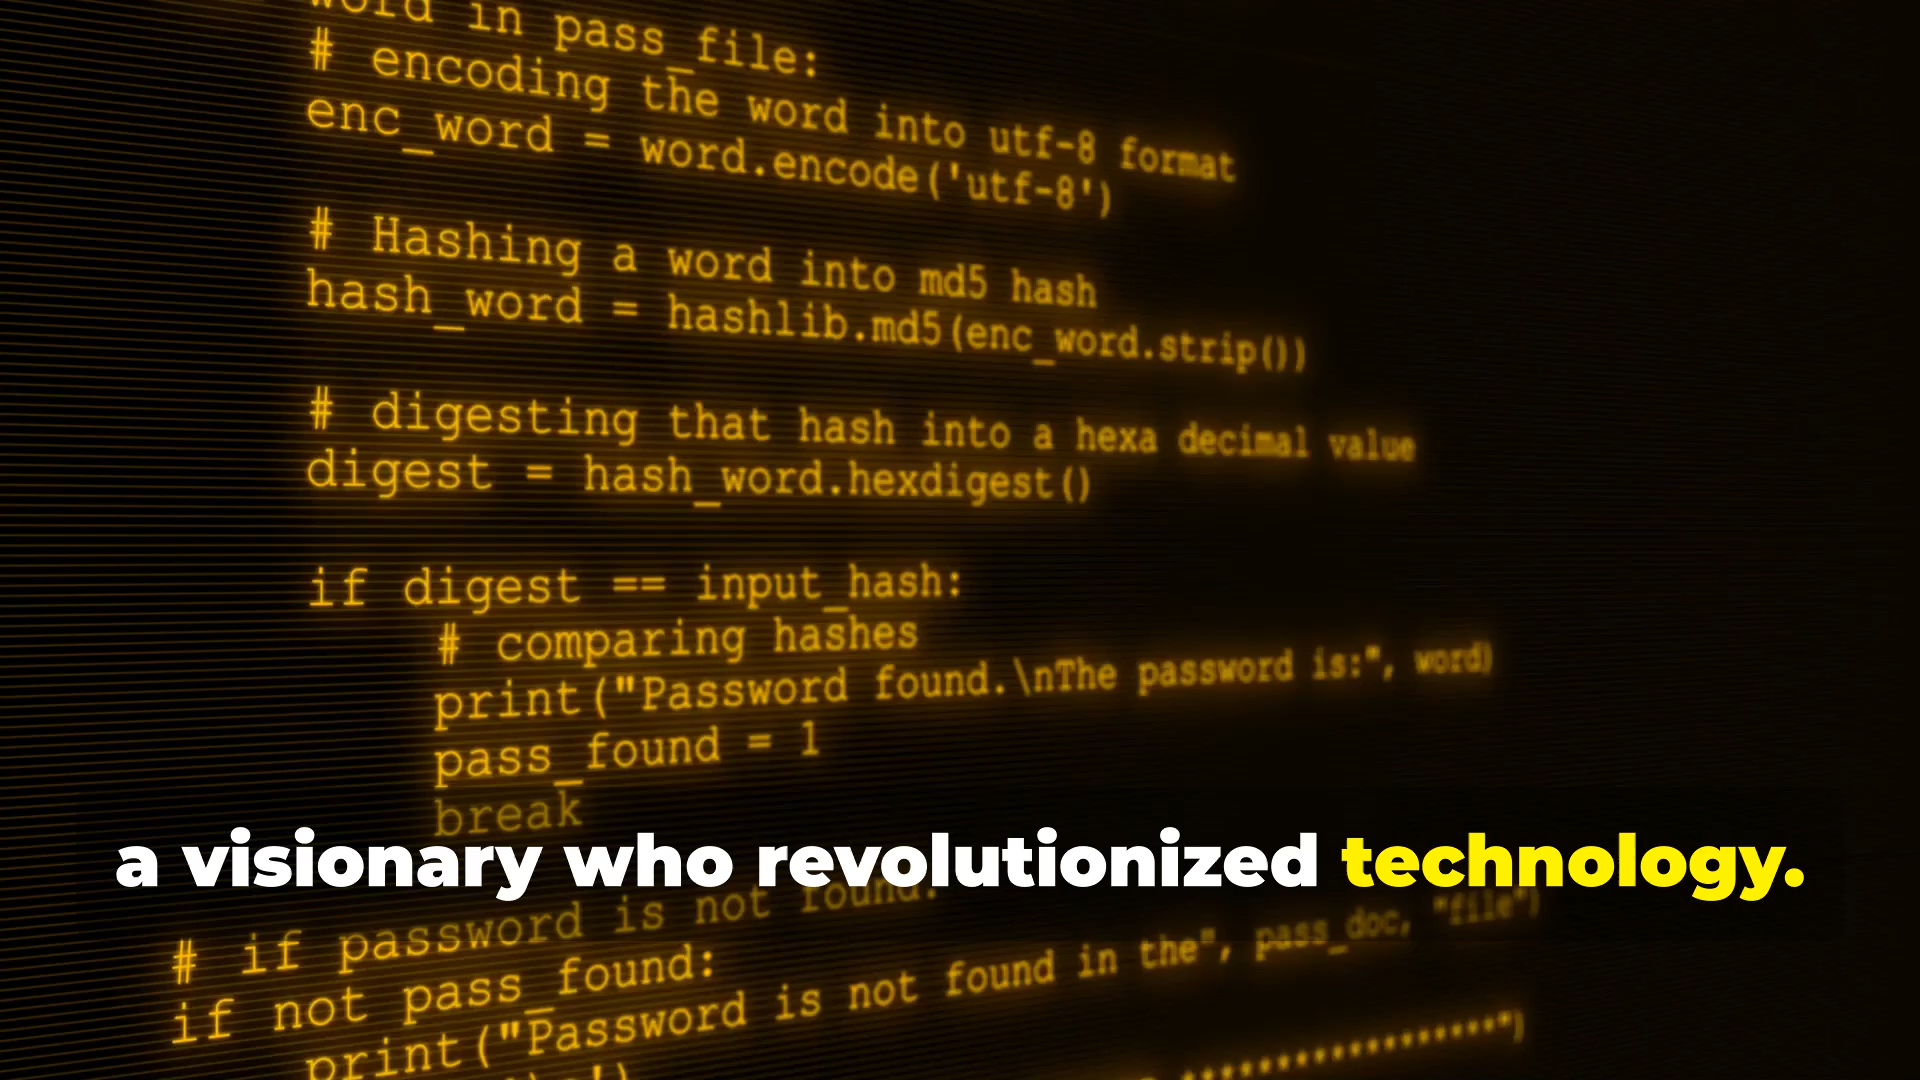 word in pass_file:
# encoding the word into utf-8 format
enc_word = word.encode('utf-8')
# Hashing a word into md5 hash
hash_word = hashlib.md5(enc_word.strip())
# digesting that hash into a hexa decimal value
digest = hash_word.hexdigest()
if digest == input_hash:
# comparing hashes
print("Password found.\nThe password is:", word)
pass_found = 1
break
a visionary who revolutionized technology.
# if password is not found.
if not pass_found:
print("Password is not found in the", pass_doc, "file")